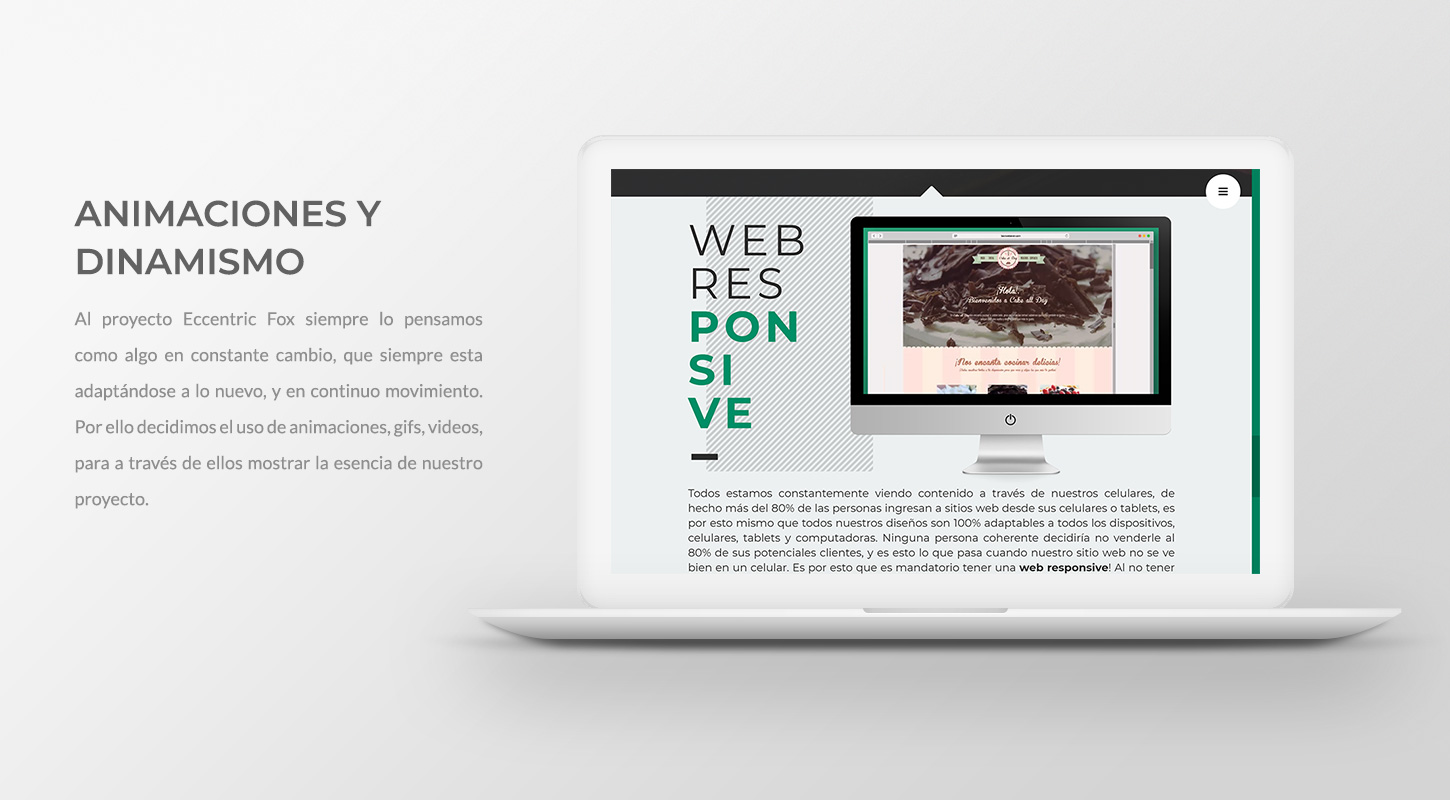 ANIMACIONES Y
DINAMISMO
Al proyecto Eccentric Fox siempre lo pensamos
como algo en constante cambio, que siempre esta
adaptándose a lo nuevo, y en continuo movimiento.
Por ello decidimos el uso de animaciones, gifs, videos,
para a través de ellos mostrar la esencia de nuestro
proyecto.
WEB
RES
PON
SI
VE
¡Hola!,
Bienvenidos a Cake all Day
¡Nos encanta cocinar delicias!
Todos estamos constantemente viendo contenido a través de nuestros celulares, de
hecho más del 80% de las personas ingresan a sitios web desde sus celulares o tablets, es
por esto mismo que todos nuestros diseños son 100% adaptables a todos los dispositivos,
celulares, tablets y computadoras. Ninguna persona coherente decidiría no venderle al
80% de sus potenciales clientes, y es esto lo que pasa cuando nuestro sitio web no se ve
bien en un celular. Es por esto que es mandatorio tener una web responsive! Al no tener